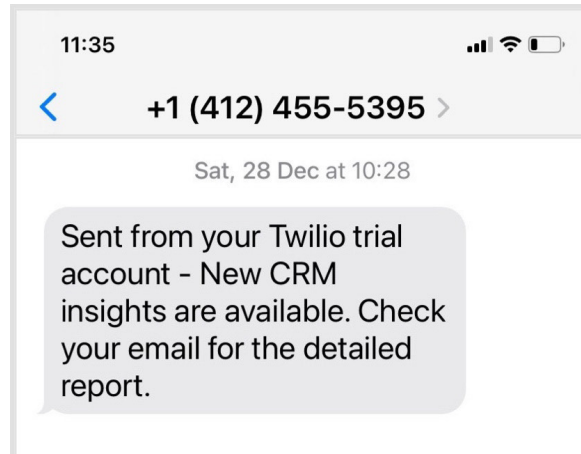 11:35
+1 (412) 455-5395
Sat, 28 Dec at 10:28
Sent from your Twilio trial
account - New CRM
insights are available. Check
your email for the detailed
report.